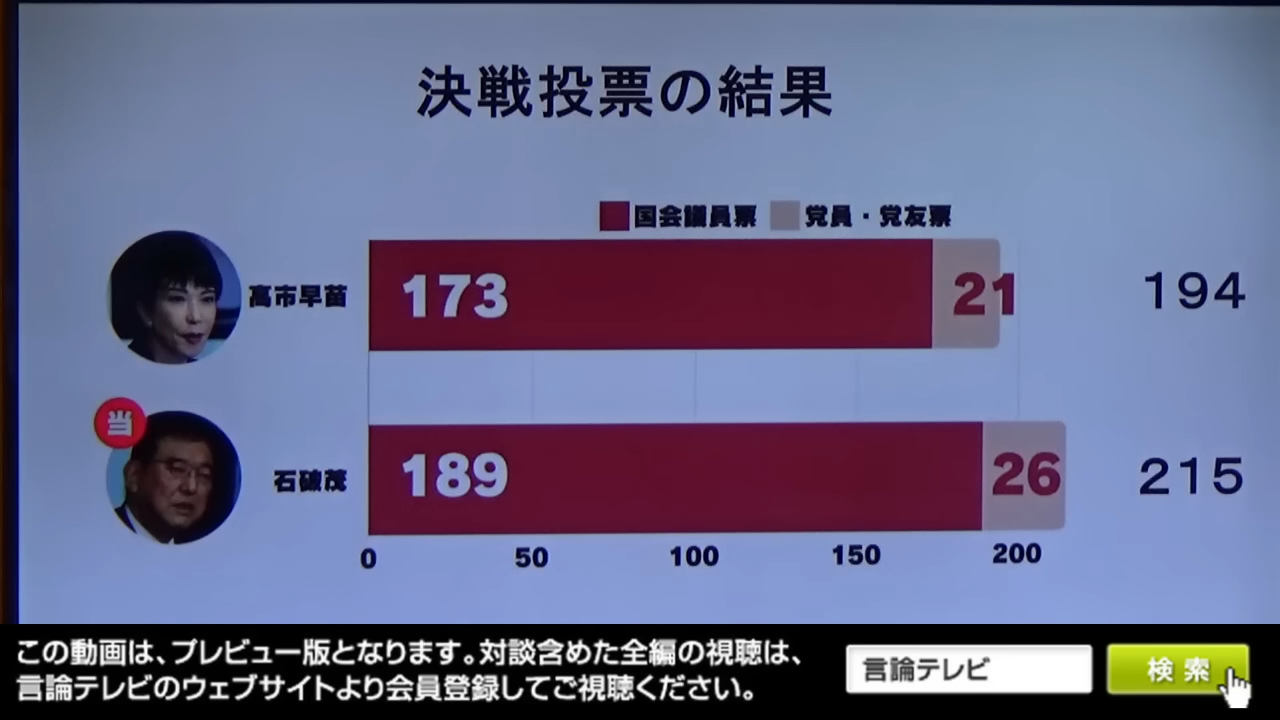 決戦投票の結果
国会議員票 党員・党友票
高市早苗 173 21 194
当
石破茂 189 26 215
0 50 100 150 200
この動画は、プレビュー版となります。対談含めた全編の視聴は、
言論テレビのウェブサイトより会員登録してご視聴ください。
言論テレビ 検索